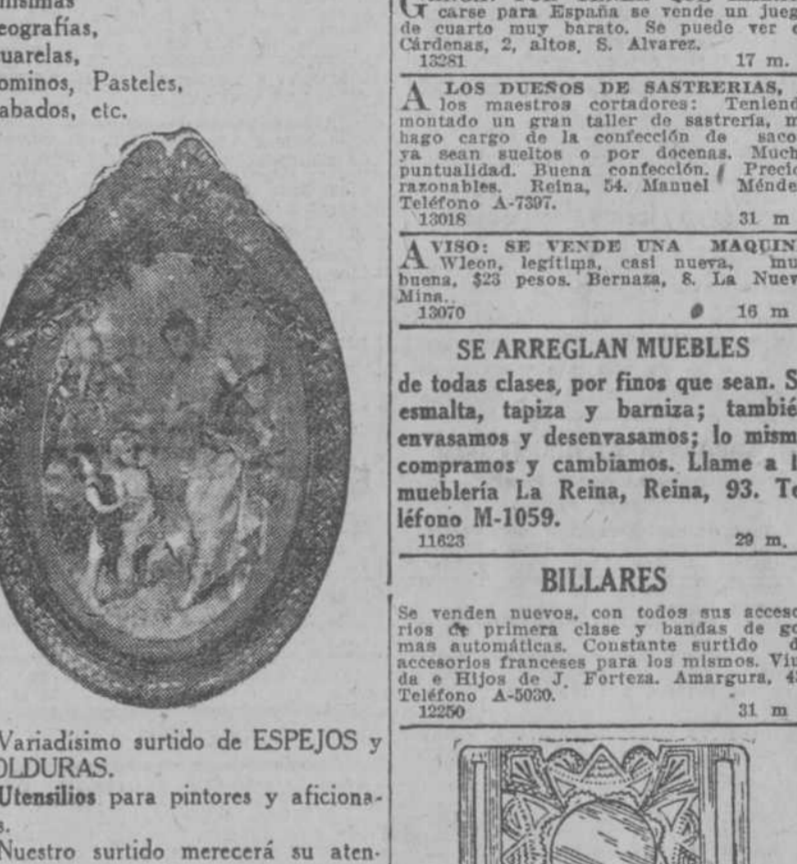 eografías,
uarelas,
ominos, Pasteles,
abados, etc.
Variadísimo surtido de ESPEJOS y
OLDURAS.
Utensilios para pintores y aficiona-
s.
Nuestro surtido merecerá su aten-
carse para España se vende un jueg
de cuarto muy barato. Se puede ver e
Cárdenas, 2, altos, S. Alvarez.
13281 17 m.
A LOS DUEÑOS DE SASTRERIAS,
los maestros cortadores: Teniend
montado un gran taller de sastrería, m
hago cargo de la confección de saco
ya sean sueltos o por docenas. Much
puntualidad. Buena confección. Precio
razonables. Reina, 54. Manuel Ménde
Teléfono A-7397.
13018 31 m
AVISO: SE VENDE UNA MAQUIN
Wleon, legítima, casi nueva, mu
buena, $23 pesos. Bernaza, 8. La Nuev
Mina..
13070 16 m
SE ARREGLAN MUEBLES
de todas clases, por finos que sean. S
esmalta, tapiza y barniza; tambié
envasamos y desenvasamos; lo mism
compramos y cambiamos. Llame a l
mueblería La Reina, Reina, 93. Te
léfono M-1059.
11623 29 m.
BILLARES
Se venden nuevos, con todos sus acceso
rios de primera clase y bandas de go
mas automáticas. Constante surtido d
accesorios franceses para los mismos. Viu
da e Hijos de J. Forteza. Amargura, 43
Teléfono A-5030.
12250 31 m